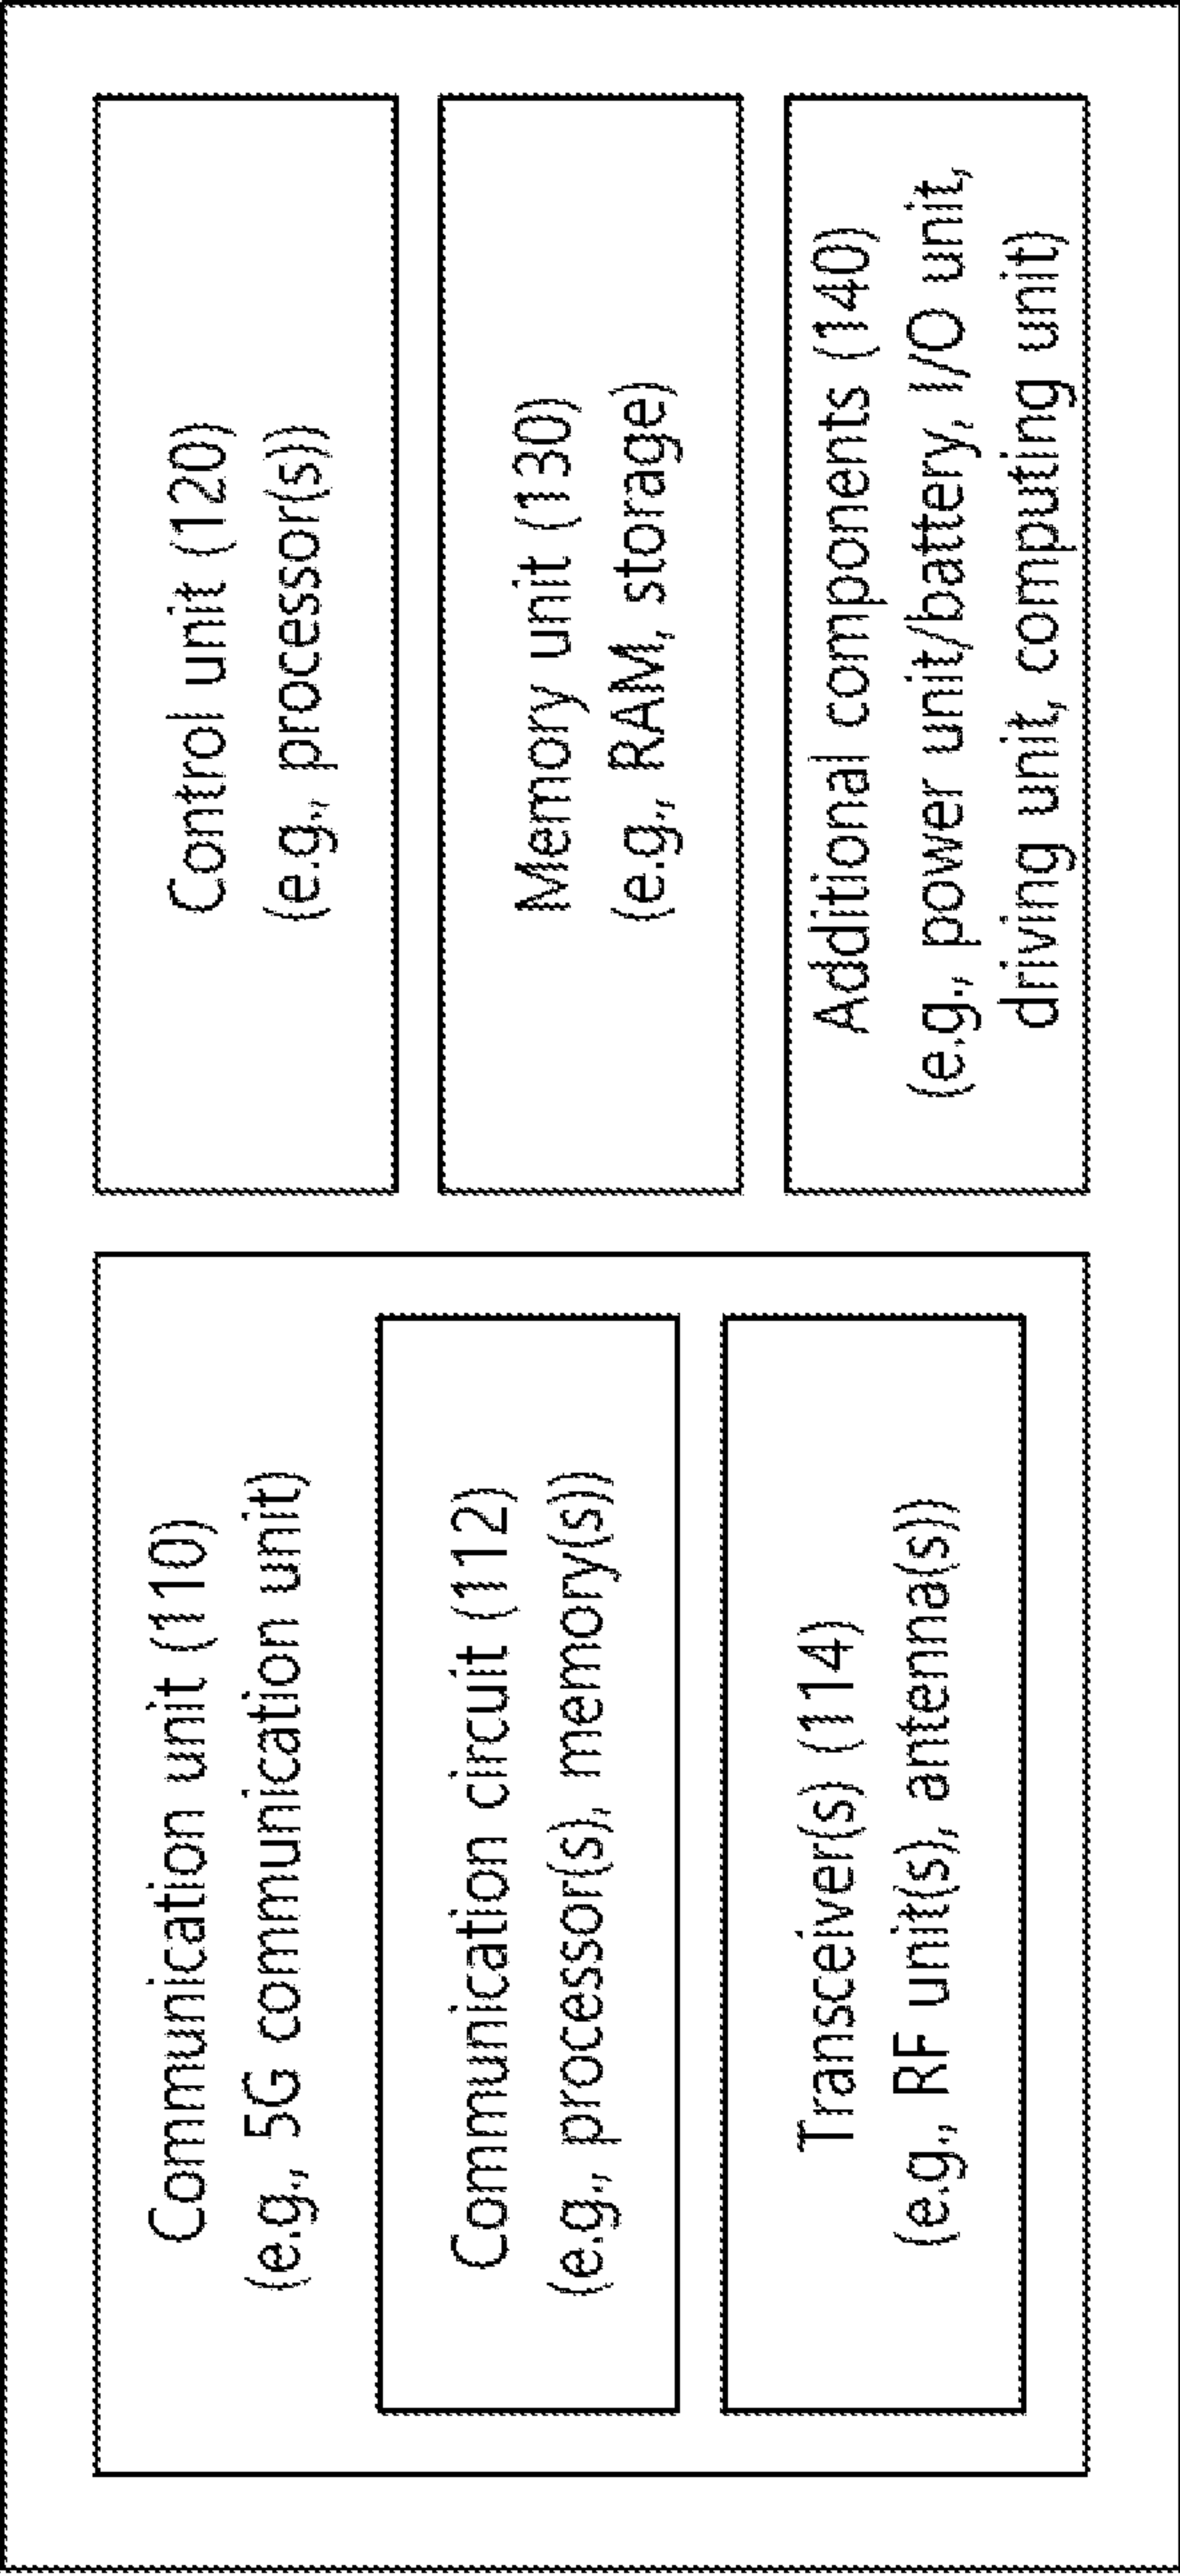 Communication unit (110)
(e.g., 5G communication unit)
Communication circuit (112)
(e.g., processor(s), memory(s))
Transceiver(s) (114)
(e.g., RF unit(s), antenna(s))
Control unit (120)
(e.g., processor(s))
Memory unit (130)
(e.g., RAM, storage)
Additional components (140)
(e.g., power unit/battery, I/O unit,
driving unit, computing unit)